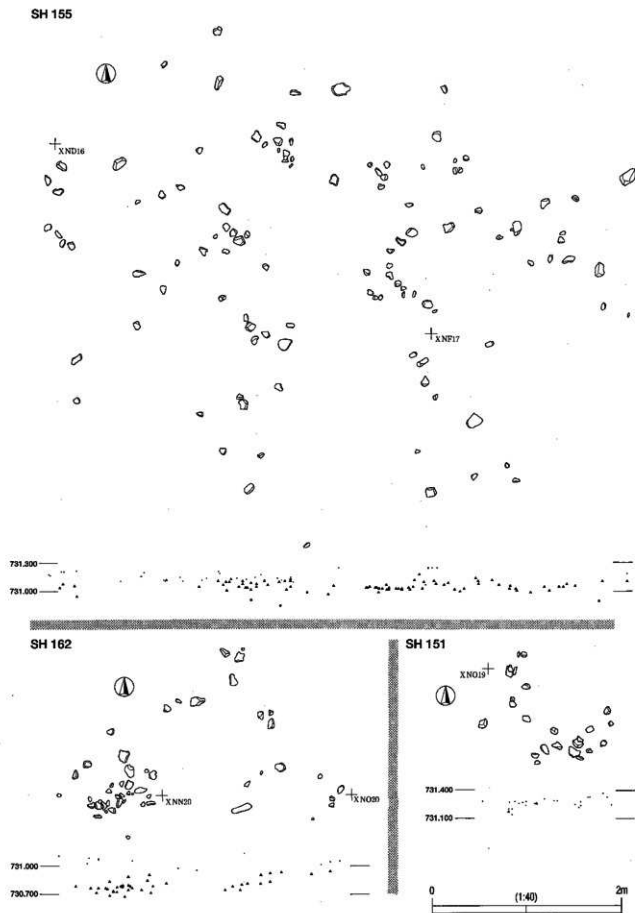 SH 155
XND16
XNF17
731.200
731.000
SH 162
SH 151
XNO19
XNN20
XNO20
731.400
731.100
731.000
730.700
0 (1:40) 2m